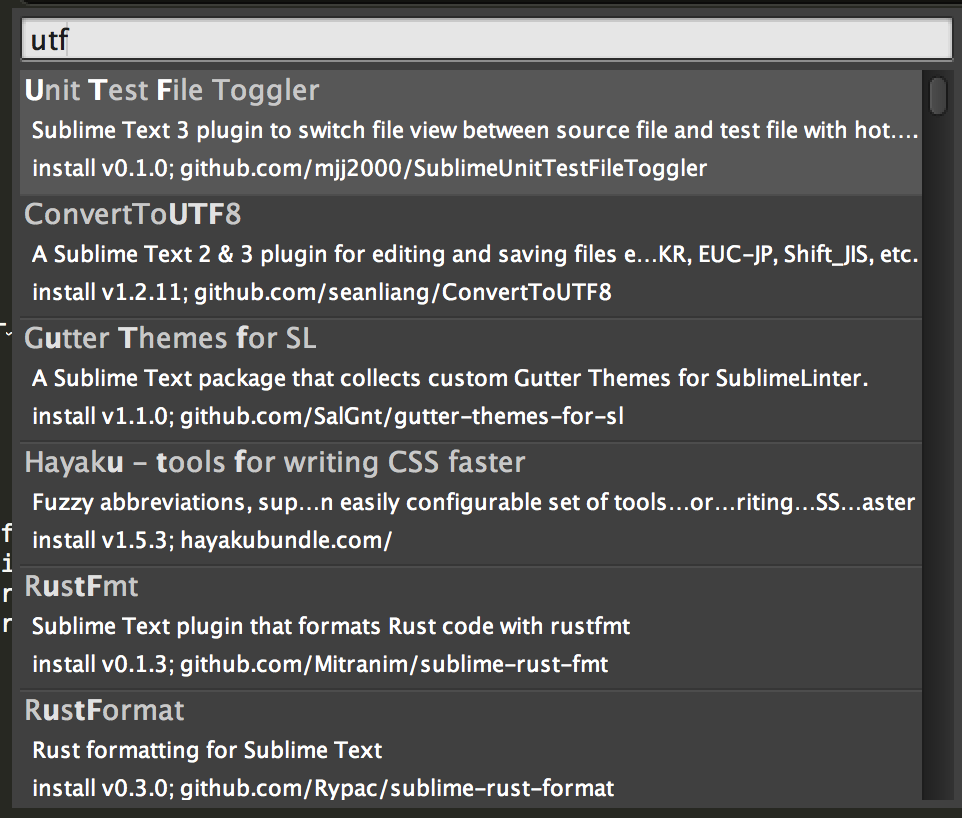 utf
Unit Test File Toggler
Sublime Text 3 plugin to switch file view between source file and test file with hot....
install v0.1.0; github.com/mjj2000/SublimeUnitTestFileToggler
ConvertToUTF8
A Sublime Text 2 & 3 plugin for editing and saving files e...KR, EUC-JP, Shift_JIS, etc.
install v1.2.11; github.com/seanliang/ConvertToUTF8
Gutter Themes for SL
A Sublime Text package that collects custom Gutter Themes for SublimeLinter.
install v1.1.0; github.com/SalGnt/gutter-themes-for-sl
Hayaku - tools for writing CSS faster
Fuzzy abbreviations, sup...n easily configurable set of tools...or...riting...SS...aster
install v1.5.3; hayakubundle.com/
RustFmt
Sublime Text plugin that formats Rust code with rustfmt
install v0.1.3; github.com/Mitranim/sublime-rust-fmt
RustFormat
Rust formatting for Sublime Text
install v0.3.0; github.com/Rypac/sublime-rust-format